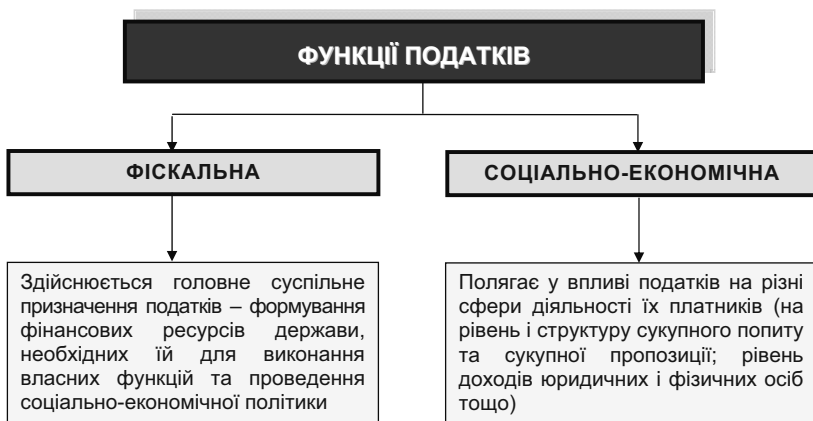 ФУНКЦІЇ ПОДАТКІВ
ФІСКАЛЬНА
СОЦІАЛЬНО-ЕКОНОМІЧНА
Здійснюється головне суспільне
призначення податків – формування
фінансових ресурсів держави,
необхідних їй для виконання
власних функцій та проведення
соціально-економічної політики
Полягає у впливі податків на різні
сфери діяльності їх платників (на
рівень і структуру сукупного попиту
та сукупної пропозиції; рівень
доходів юридичних і фізичних осіб
тощо)